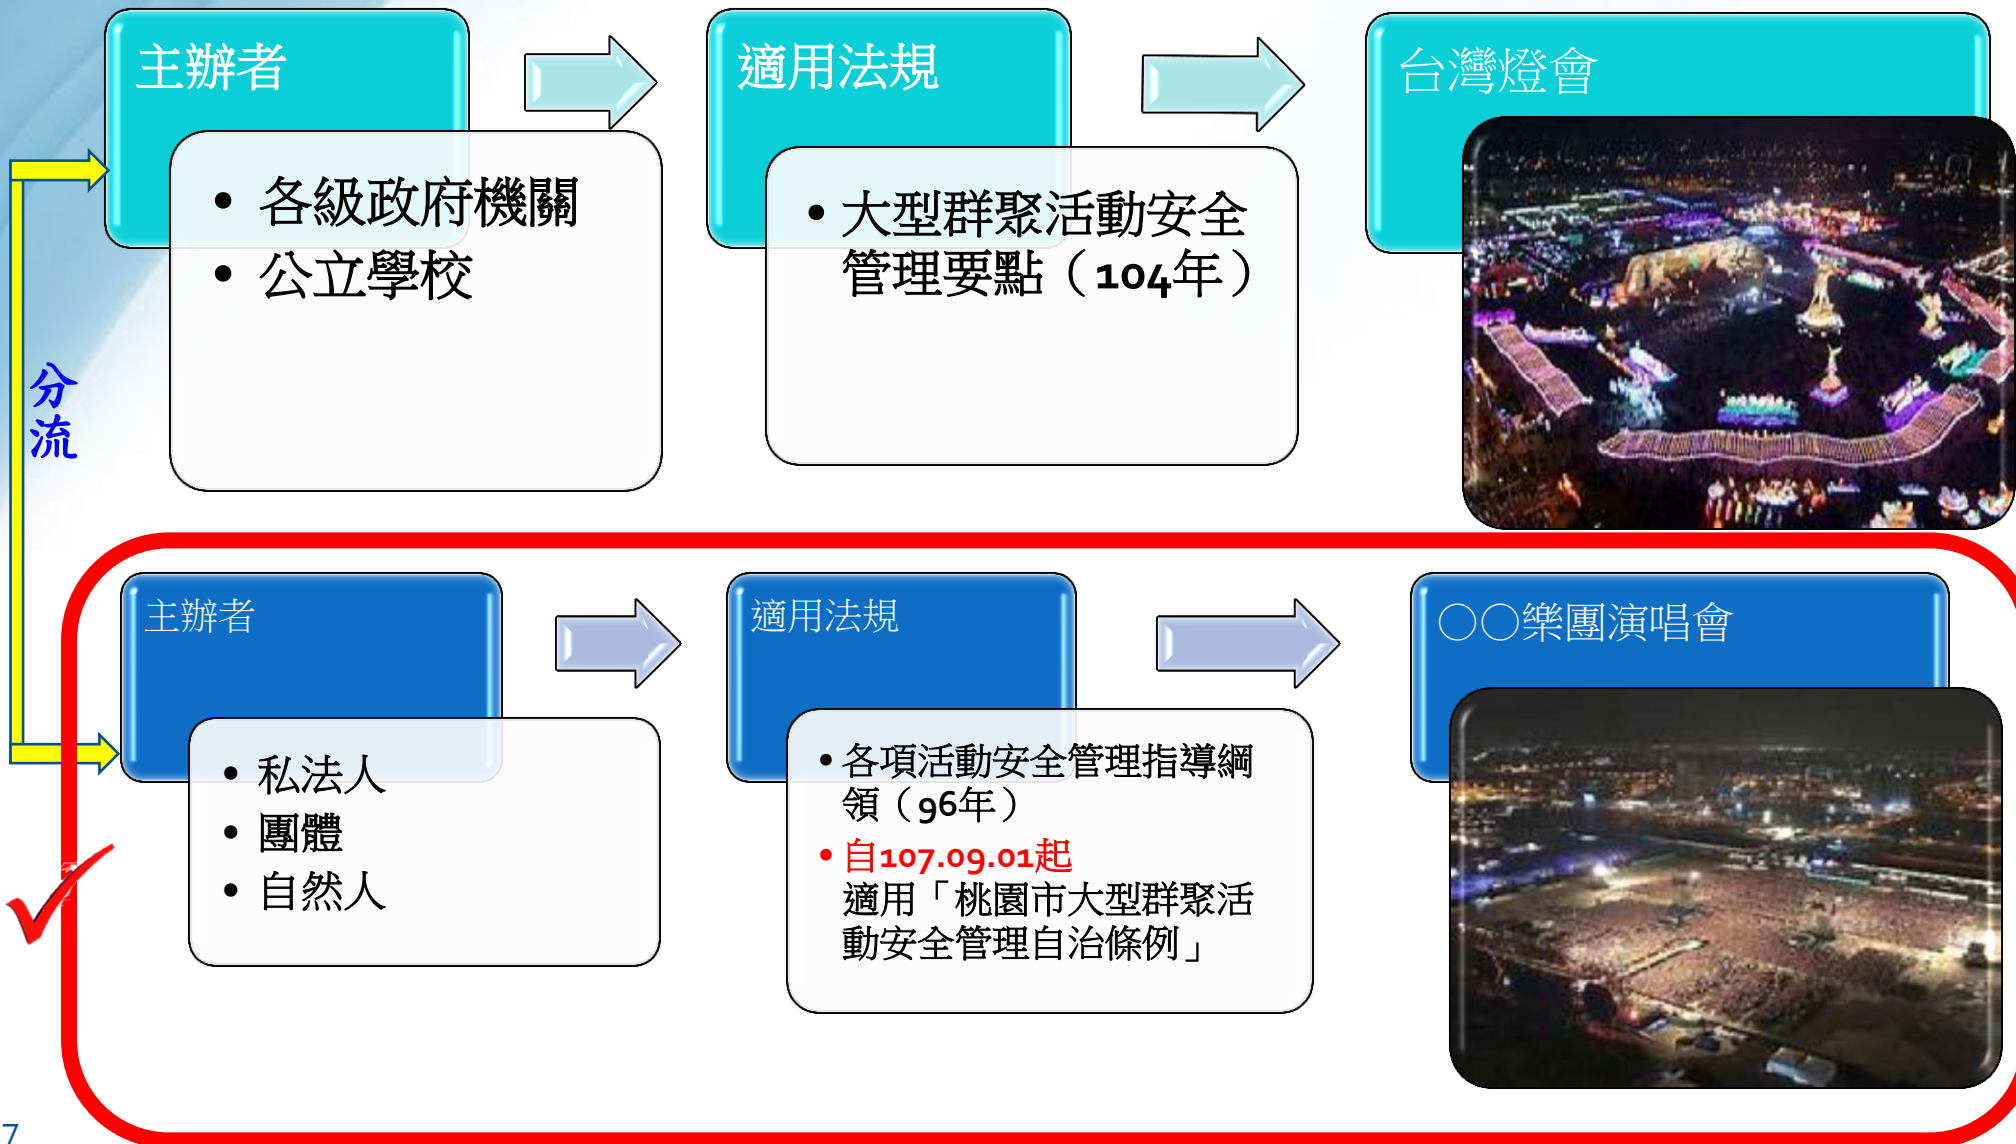 主辦者
• 各級政府機關
• 公立學校
適用法規
• 大型群聚活動安全
管理要點（104年）
台灣燈會
分
流
主辦者
• 私法人
• 團體
• 自然人
適用法規
• 各項活動安全管理指導綱
領（96年）
• 自107.09.01起
適用「桃園市大型群聚活
動安全管理自治條例」
○○樂團演唱會
7